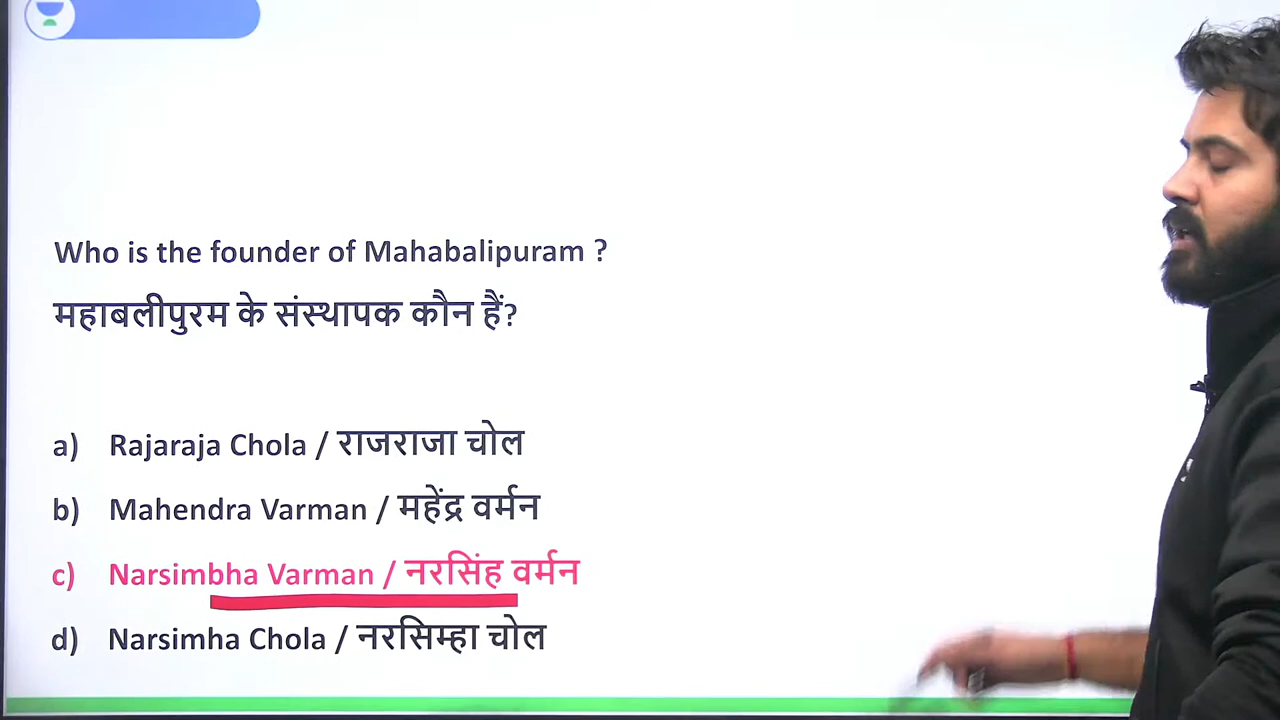 Who is the founder of Mahabalipuram ?
महाबलीपुरम के संस्थापक कौन हैं?
a) Rajaraja Chola / राजराजा चोल
b) Mahendra Varman / महेंद्र वर्मन
c) Narsimbha Varman / नरसिंह वर्मन
d) Narsimha Chola / नरसिम्हा चोल